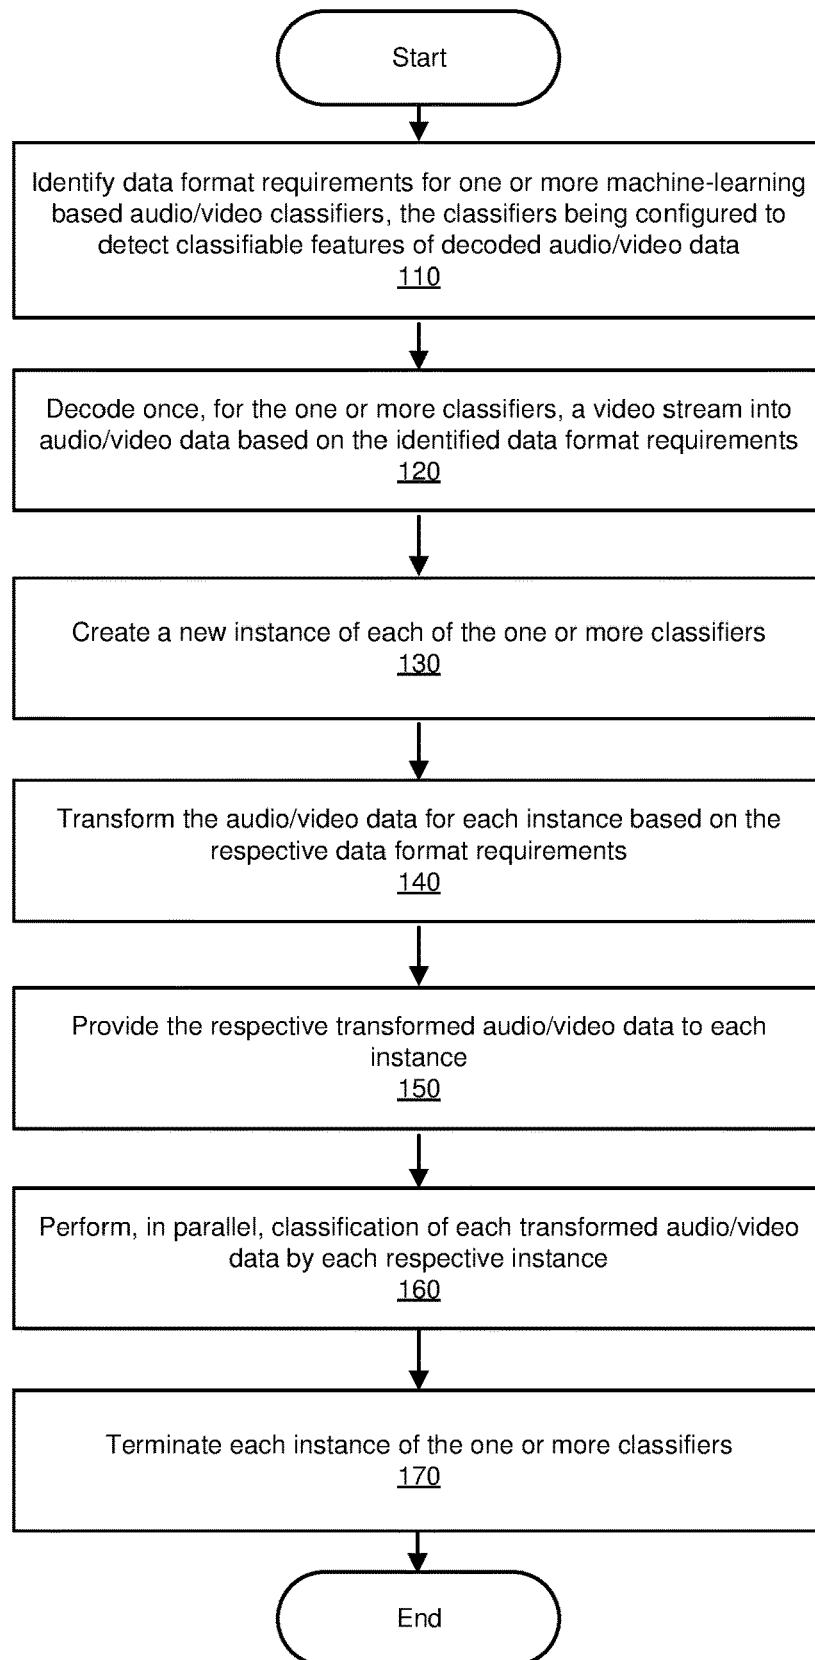 Start
Identify data format requirements for one or more machine-learning
based audio/video classifiers, the classifiers being configured to
detect classifiable features of decoded audio/video data
110
Decode once, for the one or more classifiers, a video stream into
audio/video data based on the identified data format requirements
120
Create a new instance of each of the one or more classifiers
130
Transform the audio/video data for each instance based on the
respective data format requirements
140
Provide the respective transformed audio/video data to each
instance
150
Perform, in parallel, classification of each transformed audio/video
data by each respective instance
160
Terminate each instance of the one or more classifiers
170
End